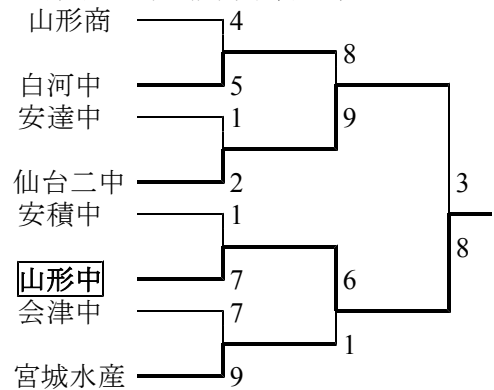 山形商 4
8
白河中 5
安達中 1
9
仙台二中 2
3
安積中 1
8
山形中 7
6
会津中 7
1
宮城水産 9